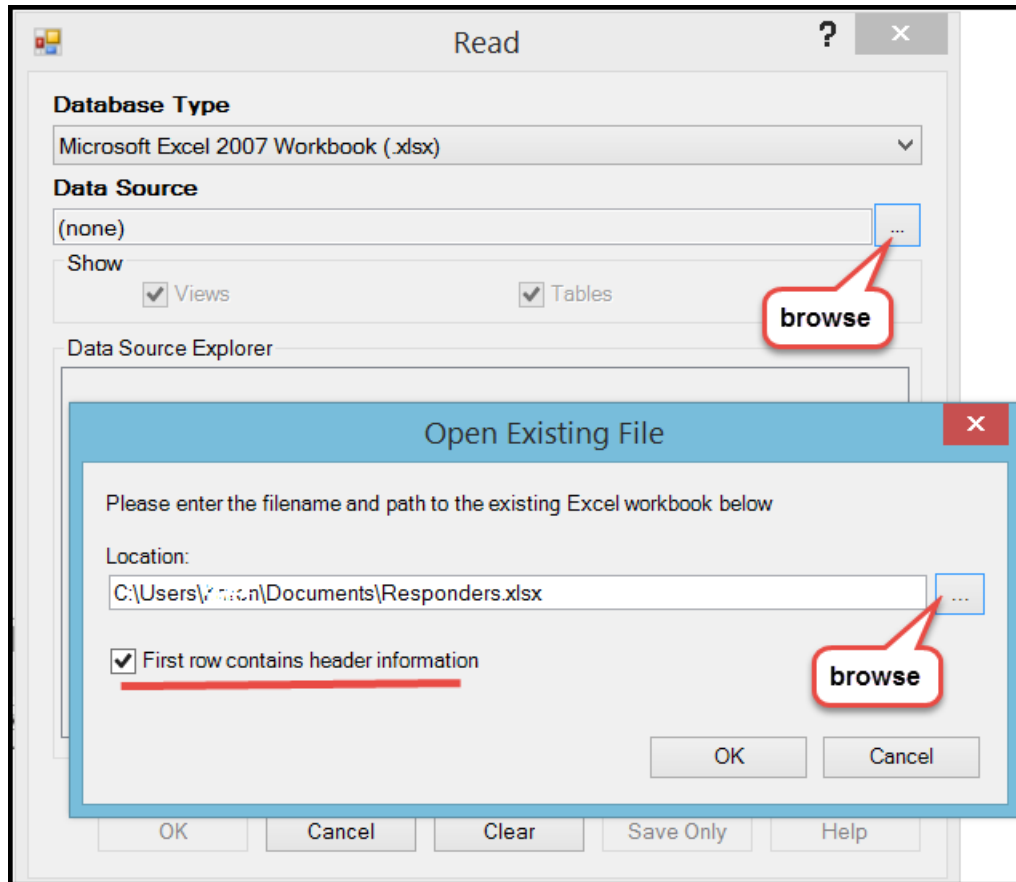 Read
?
Database Type
Microsoft Excel 2007 Workbook (.xlsx)
Data Source
(none)
...
Show
Views
Tables
browse
Data Source Explorer
Open Existing File
Please enter the filename and path to the existing Excel workbook below
Location:
C:\Users\ \Documents\Responders.xlsx
...
First row contains header information
browse
OK
Cancel
OK
Cancel
Clear
Save Only
Help